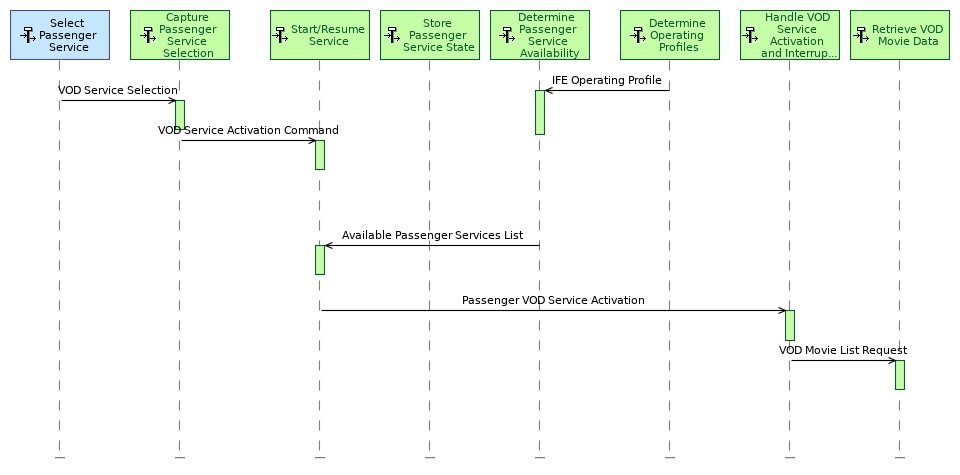 Select
Passenger
Service
Capture
Passenger
Service
Selection
Start/Resume
Service
Store
Passenger
Service State
Determine
Passenger
Service
Availability
Determine
Operating
Profiles
Handle VOD
Service
Activation
and Interrup...
Retrieve VOD
Movie Data
IFE Operating Profile
VOD Service Selection
VOD Service Activation Command
Available Passenger Services List
Passenger VOD Service Activation
VOD Movie List Request